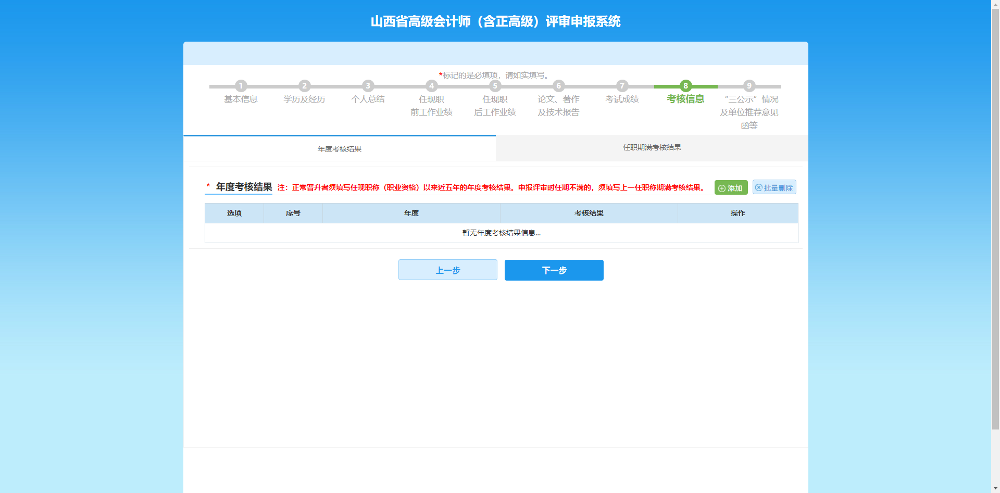 山西省高级会计师（含正高级）评审申报系统
*标记的是必填项，请如实填写。
1 2 3 4 5 6 7 8 9
基本信息 学历及经历 个人总结 任现职 任现职 论文、著作 考试成绩 考核信息 “三公示”情况
前工作业绩 后工作业绩 及技术报告 及单位推荐意见
函等
年度考核结果 任职期满考核结果
* 年度考核结果 注：正常晋升者须填写任现职称（职业资格）以来近五年的年度考核结果。申报评审时任期不满的，须填写上一任职称期满考核结果。 添加 批量删除
选项 序号 年度 考核结果 操作
暂无年度考核结果信息...
上一步 下一步